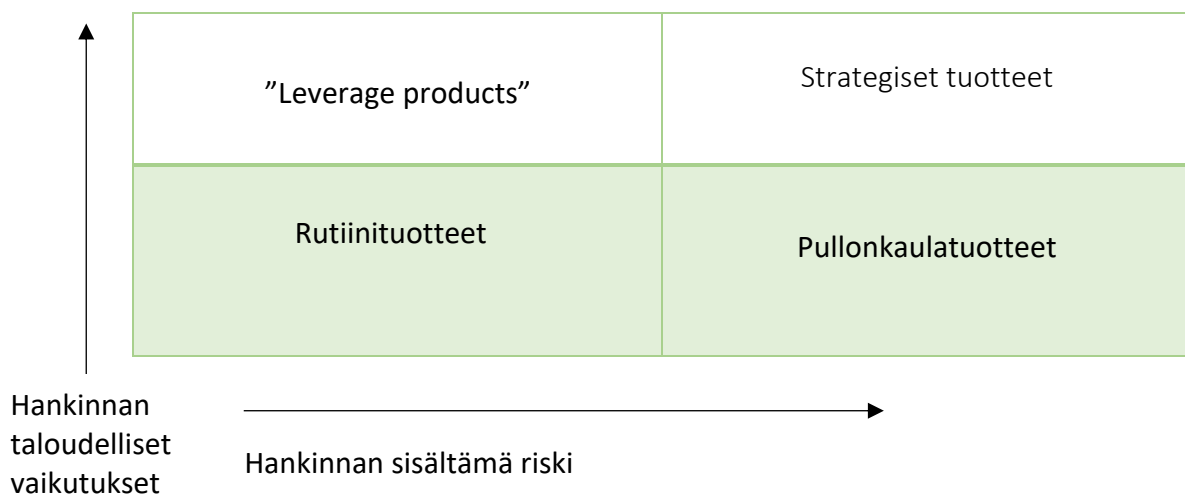 ”Leverage products”
Strategiset tuotteet
Rutiinituotteet
Pullonkaulatuotteet
Hankinnan
taloudelliset
vaikutukset
Hankinnan sisältämä riski